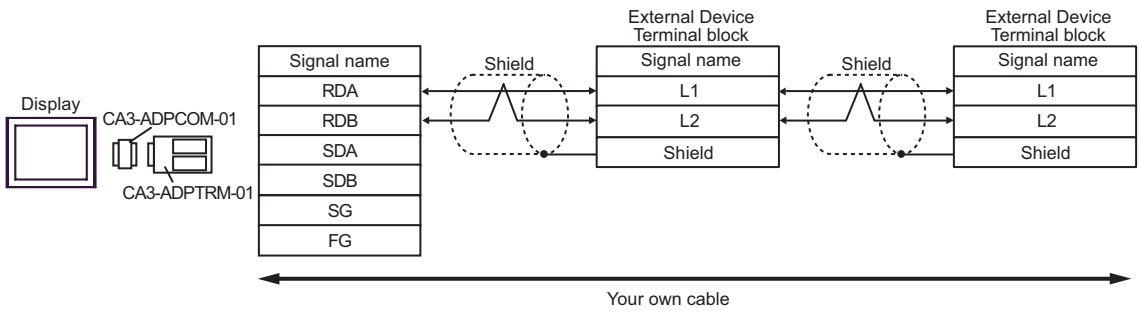 Display
CA3-ADPCOM-01
CA3-ADPTRM-01
Signal name
RDA
RDB
SDA
SDB
SG
FG
Shield
External Device
Terminal block
Signal name
L1
L2
Shield
Shield
External Device
Terminal block
Signal name
L1
L2
Shield
Your own cable